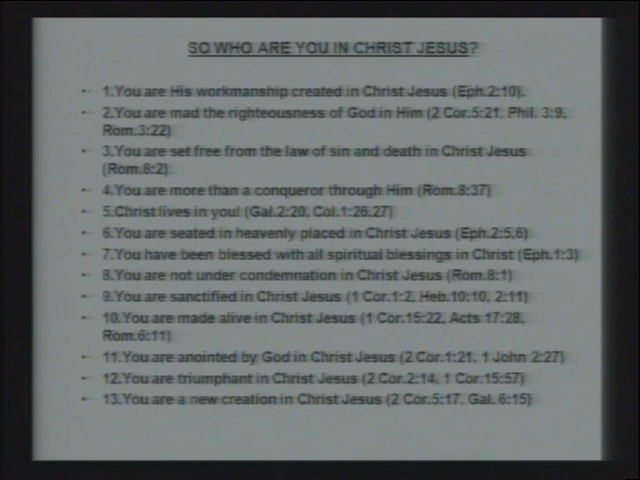 SO WHO ARE YOU IN CHRIST JESUS?
1.You are His workmanship created in Christ Jesus (Eph.2:10).
2.You are mad the righteousness of God in Him (2 Cor.5:21, Phil. 3:9,
Rom.3:22)
3.You are set free from the law of sin and death in Christ Jesus
(Rom.8:2)
4.You are more than a conqueror through Him (Rom.8:37)
5.Christ lives in you! (Gal.2:20, Col.1:26,27)
6.You are seated in heavenly placed in Christ Jesus (Eph.2:5,6)
7.You have been blessed with all spiritual blessings in Christ (Eph.1:3)
8.You are not under condemnation in Christ Jesus (Rom.8:1)
9.You are sanctified in Christ Jesus (1 Cor.1:2, Heb.10:10, 2:11)
10.You are made alive in Christ Jesus (1 Cor.15:22, Acts 17:28,
Rom.6:11)
11.You are anointed by God in Christ Jesus (2 Cor.1:21, 1 John 2:27)
12.You are triumphant in Christ Jesus (2 Cor.2:14, 1 Cor.15:57)
13.You are a new creation in Christ Jesus (2 Cor.5:17, Gal. 6:15)